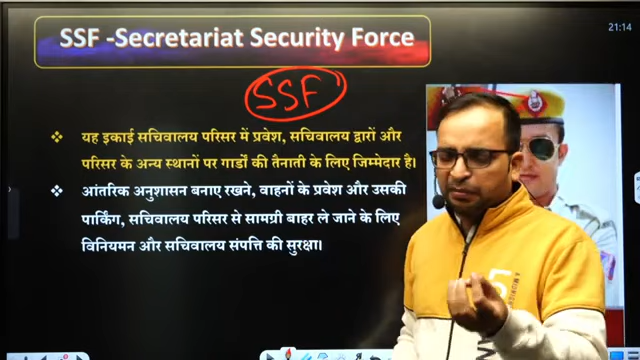 SSF -Secretariat Security Force
21:14
SSF
❖ यह इकाई सचिवालय परिसर में प्रवेश, सचिवालय द्वारों और
परिसर के अन्य स्थानों पर गार्डों की तैनाती के लिए जिम्मेदार है।
❖ आंतरिक अनुशासन बनाए रखने, वाहनों के प्रवेश और उसकी
पार्किंग, सचिवालय परिसर से सामग्री बाहर ले जाने के लिए
विनियमन और सचिवालय संपत्ति की सुरक्षा।